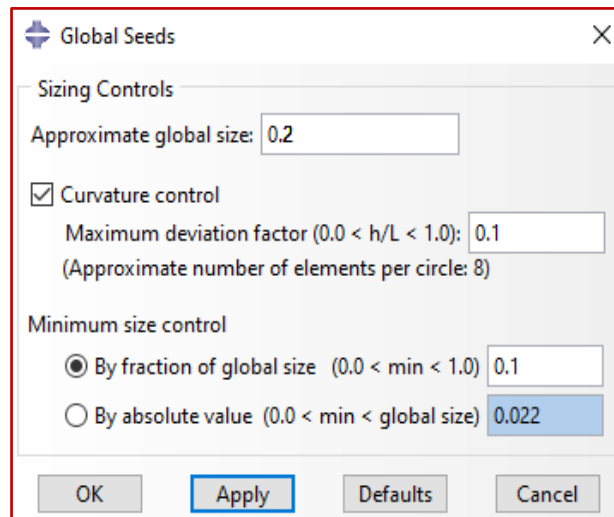 Global Seeds
Sizing Controls
Approximate global size: 0.2
Curvature control
Maximum deviation factor (0.0 < h/L < 1.0): 0.1
(Approximate number of elements per circle: 8)
Minimum size control
By fraction of global size (0.0 < min < 1.0) 0.1
By absolute value (0.0 < min < global size) 0.022
OK Apply Defaults Cancel